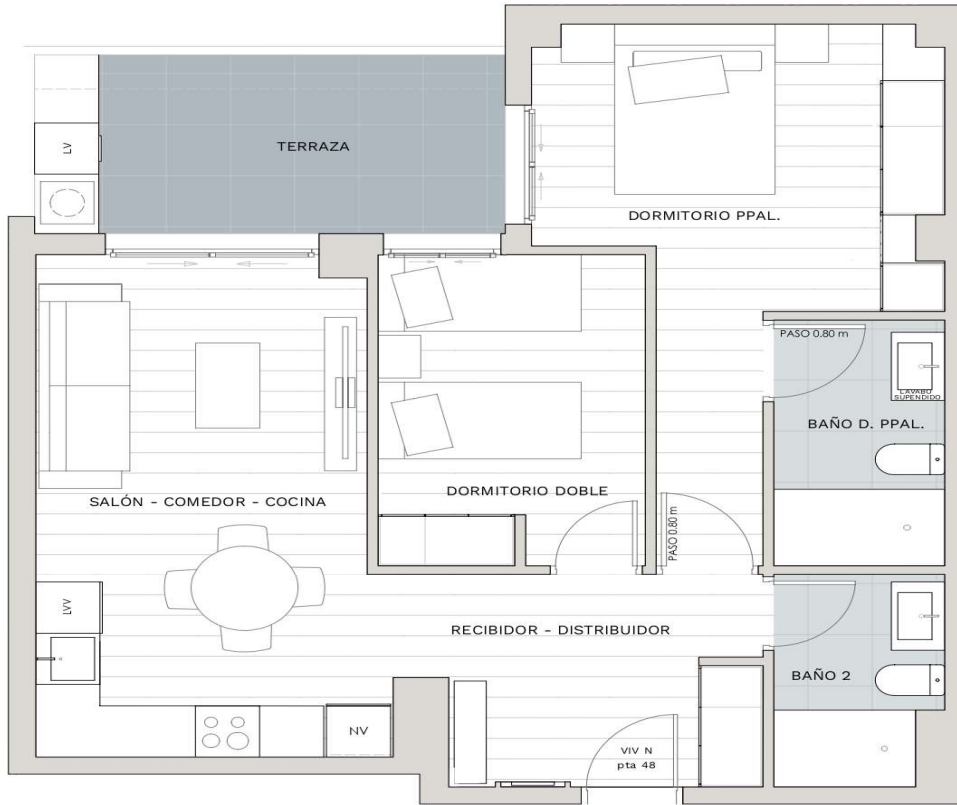 LV
TERRAZA
DORMITORIO PPAL.
PASO 0.80 m
LAVABO
SUPENDIDO
BAÑO D. PPAL.
DORMITORIO DOBLE
SALÓN - COMEDOR - COCINA
PASO 0.80 m
LVV
RECIBIDOR - DISTRIBUIDOR
BAÑO 2
NV
VIV N
pta 48